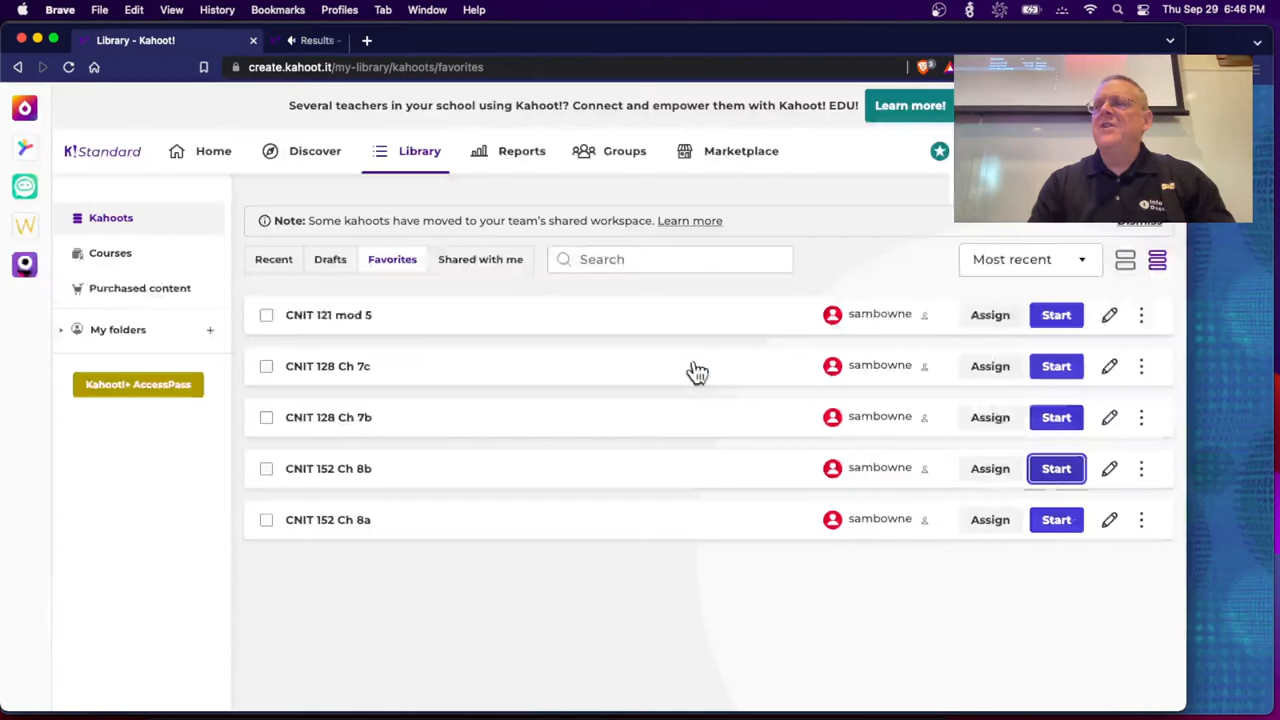 Brave File Edit View History Bookmarks Profiles Tab Window Help Thu Sep 29 6:46 PM
Library - Kahoot! Results -
create.kahoot.it/my-library/kahoots/favorites
Several teachers in your school using Kahoot!? Connect and empower them with Kahoot! EDU! Learn more!
K!Standard Home Discover Library Reports Groups Marketplace
Kahoots
Courses
Purchased content
My folders
Kahoot!+ AccessPass
Note: Some kahoots have moved to your team's shared workspace. Learn more Dismiss
Recent Drafts Favorites Shared with me Search Most recent
CNIT 121 mod 5 sambowne Assign Start
CNIT 128 Ch 7c sambowne Assign Start
CNIT 128 Ch 7b sambowne Assign Start
CNIT 152 Ch 8b sambowne Assign Start
CNIT 152 Ch 8a sambowne Assign Start